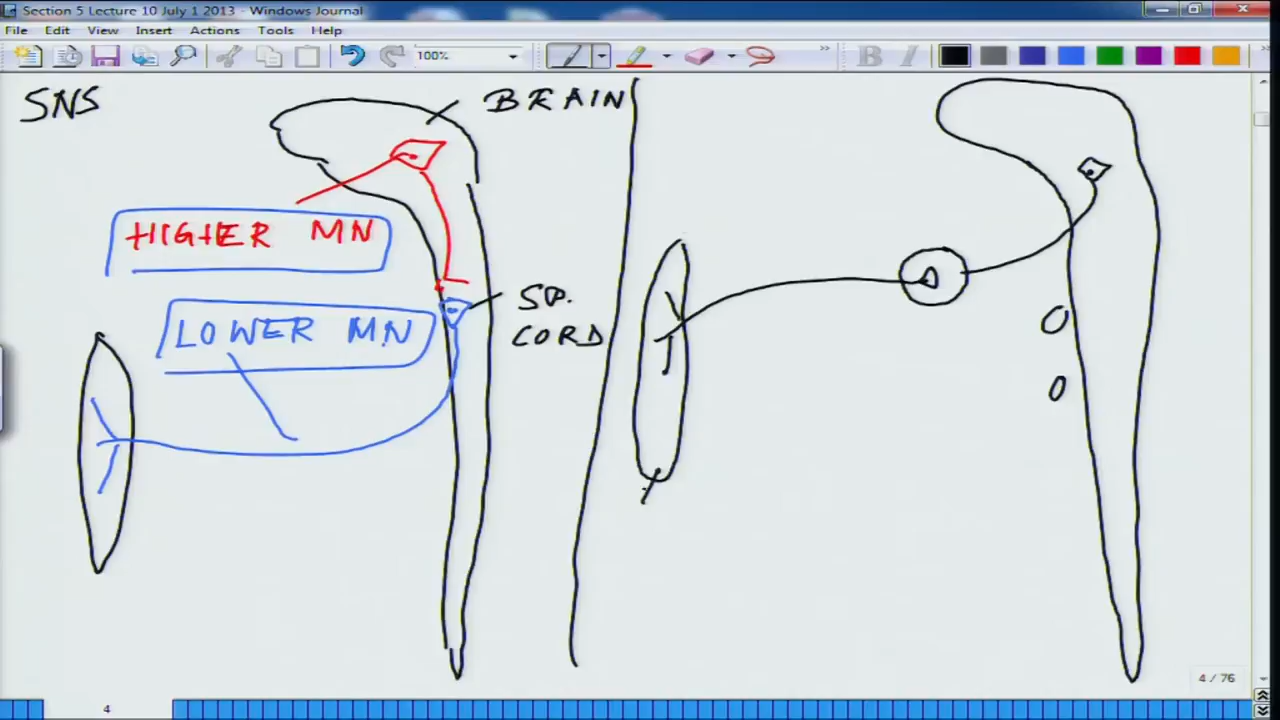 Section 5 Lecture 10 July 1 2013 - Windows Journal
File Edit View Insert Actions Tools Help
100%
B I
SNS
BRAIN
HIGHER MN
LOWER MN
SP.
CORD
4 / 76
4